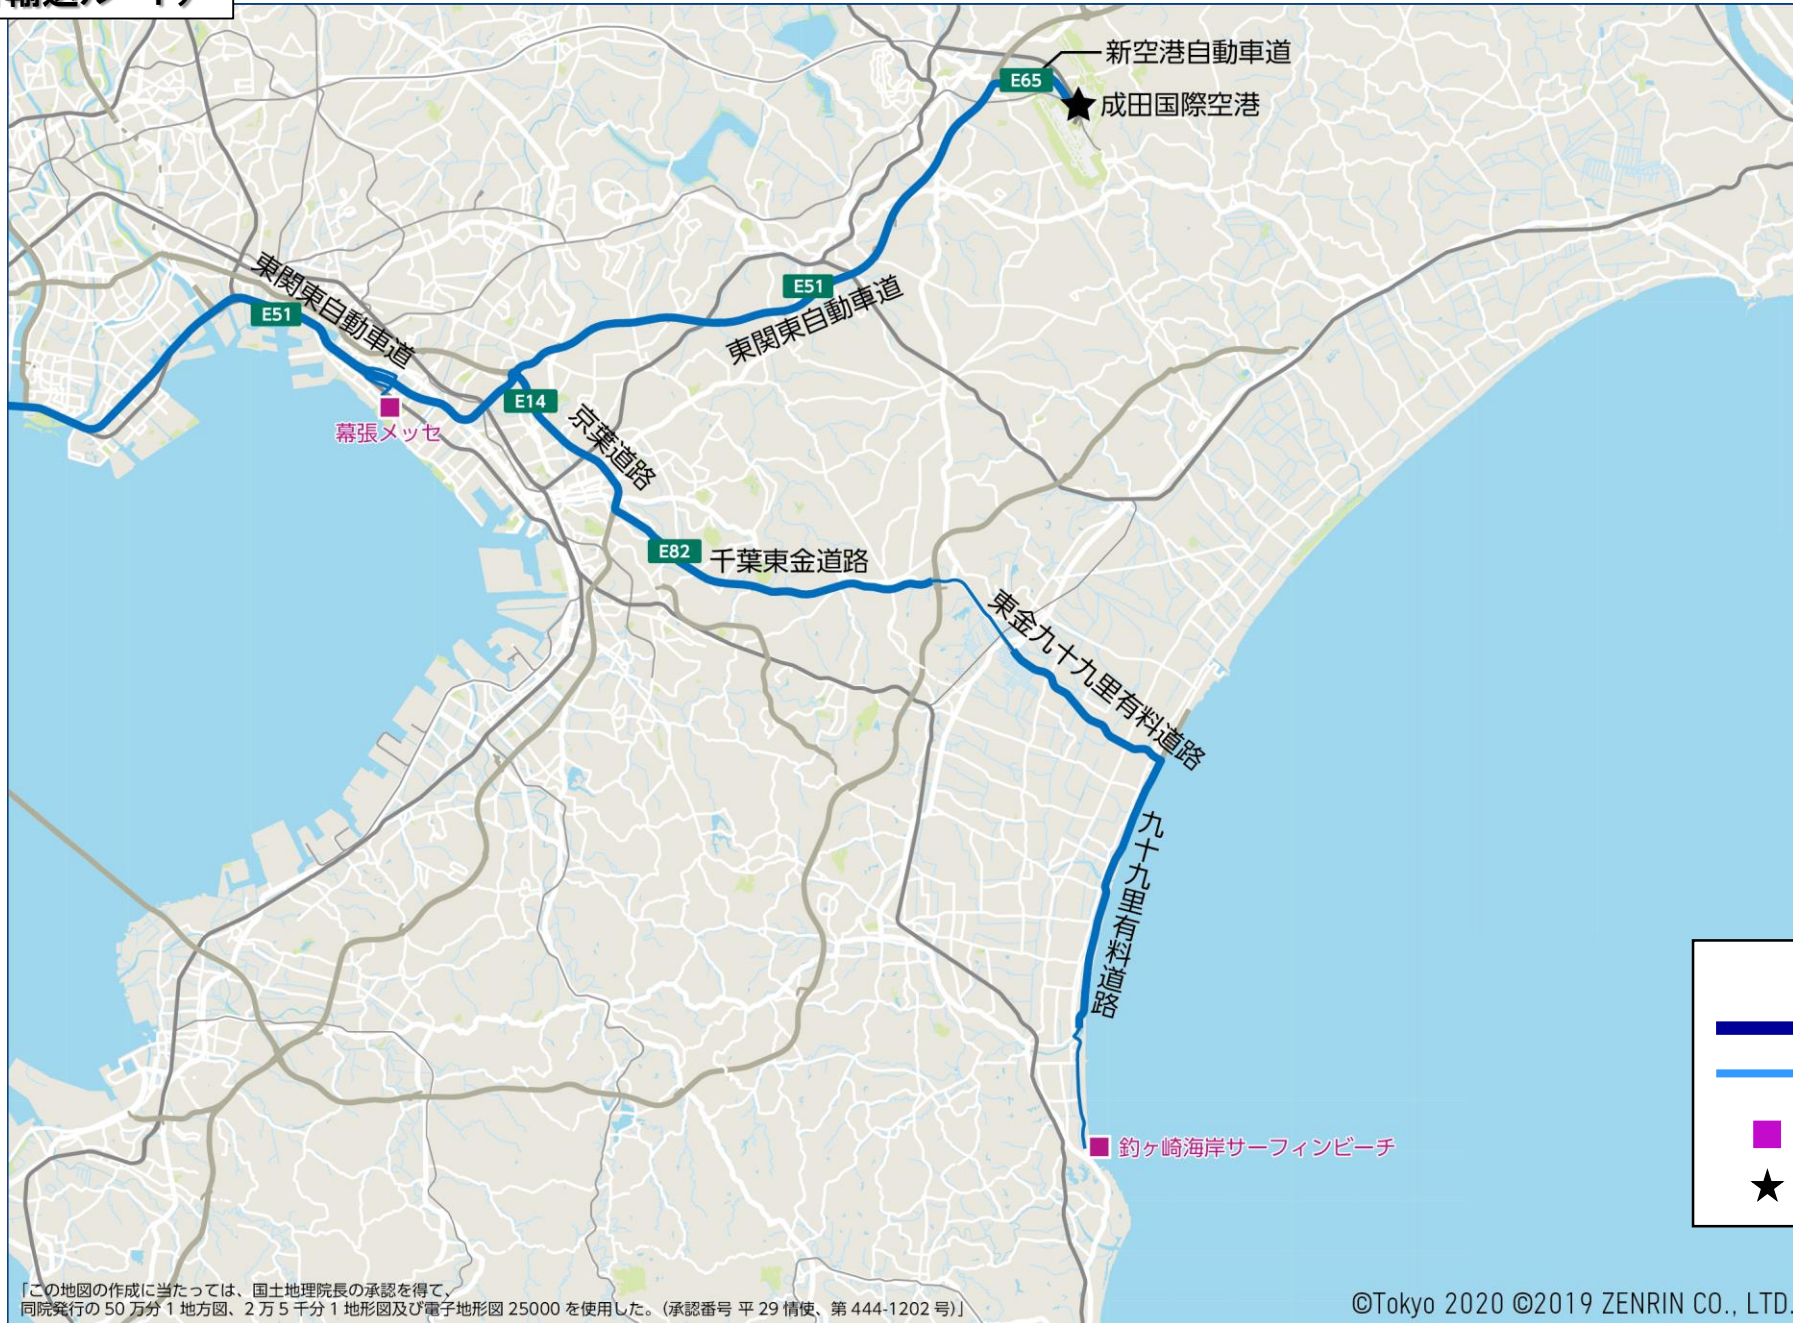 新空港自動車道
E65
成田国際空港
東関東自動車道
E51
E51
東関東自動車道
幕張メッセ
E14
京葉道路
E82
千葉東金道路
東金九十九里有料道路
九十九里有料道路
釣ヶ崎海岸サーフィンビーチ
「この地図の作成に当たっては、国土地理院長の承認を得て、
同院発行の 50 万分 1 地方図、2 万 5 千分 1 地形図及び電子地形図 25000 を使用した。（承認番号 平 29 情使、第 444-1202 号）」
©Tokyo 2020 ©2019 ZENRIN CO., LTD.